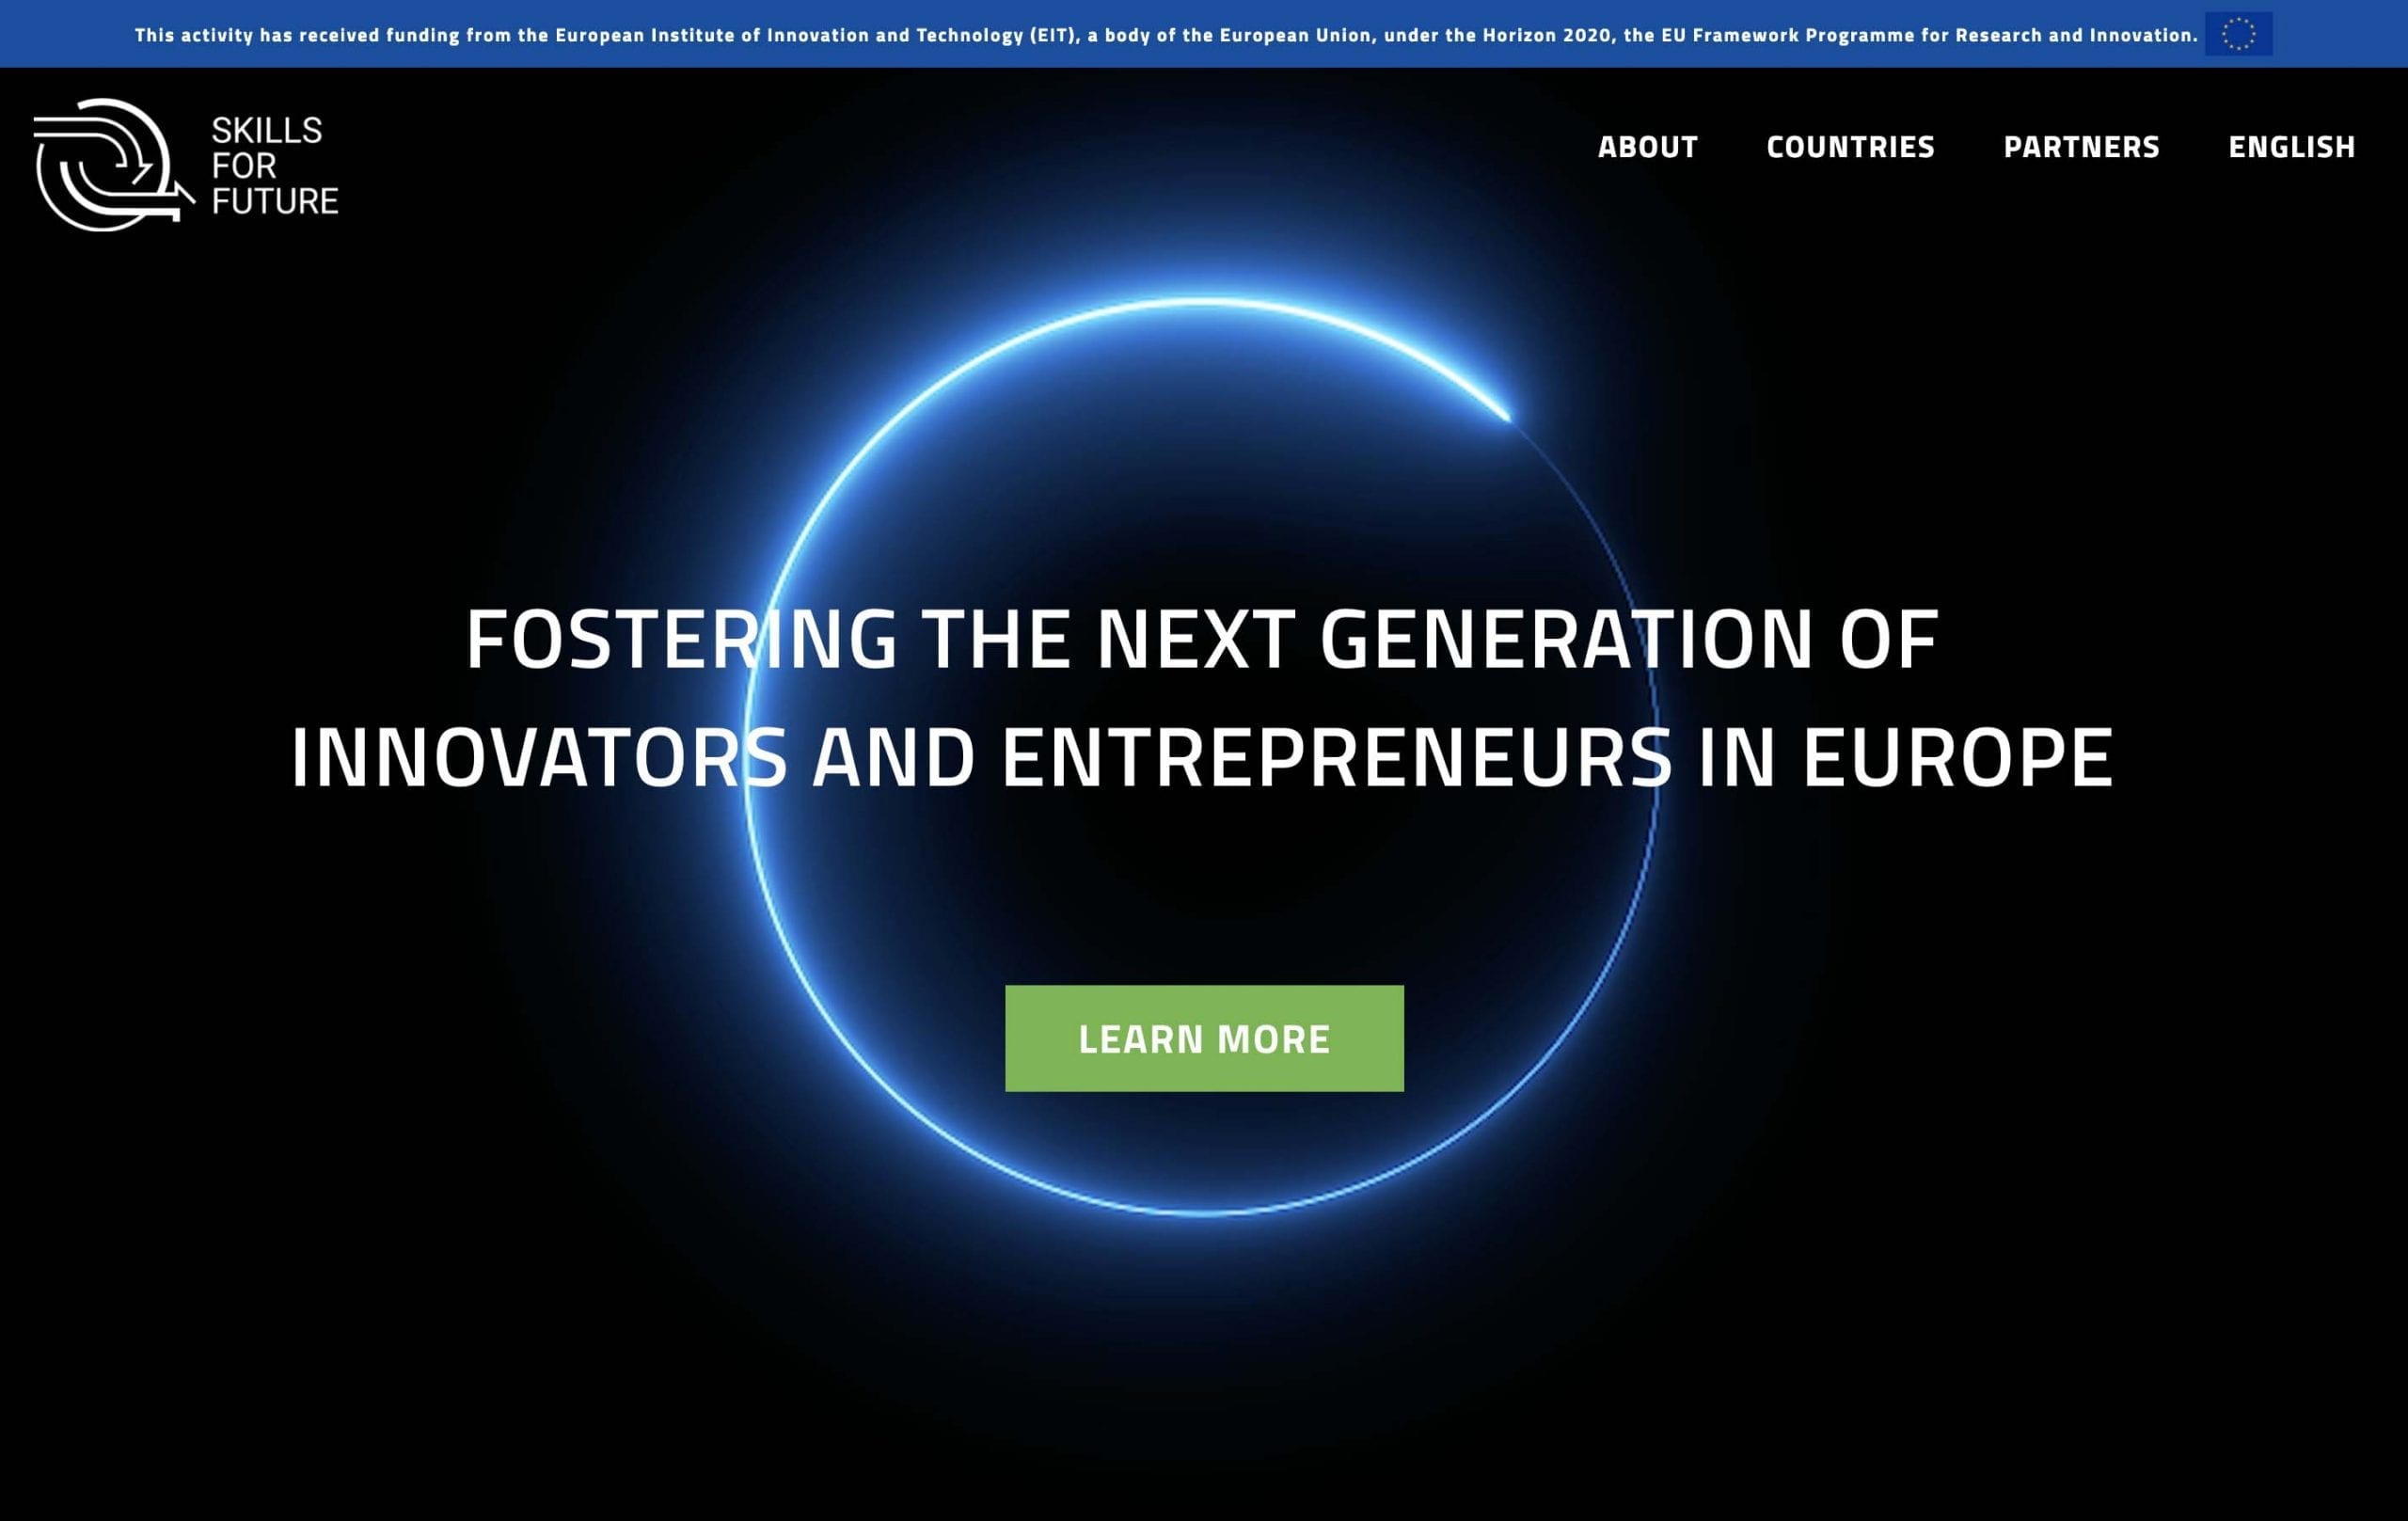 This activity has received funding from the European Institute of Innovation and Technology (EIT), a body of the European Union, under the Horizon 2020, the EU Framework Programme for Research and Innovation.
SKILLS
FOR
FUTURE
ABOUT COUNTRIES PARTNERS ENGLISH
FOSTERING THE NEXT GENERATION OF
INNOVATORS AND ENTREPRENEURS IN EUROPE
LEARN MORE